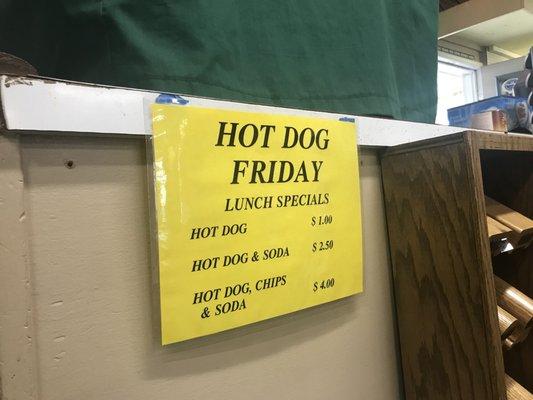 HOT DOG
FRIDAY
LUNCH SPECIALS
HOT DOG $ 1.00
HOT DOG & SODA $ 2.50
HOT DOG, CHIPS $ 4.00
& SODA